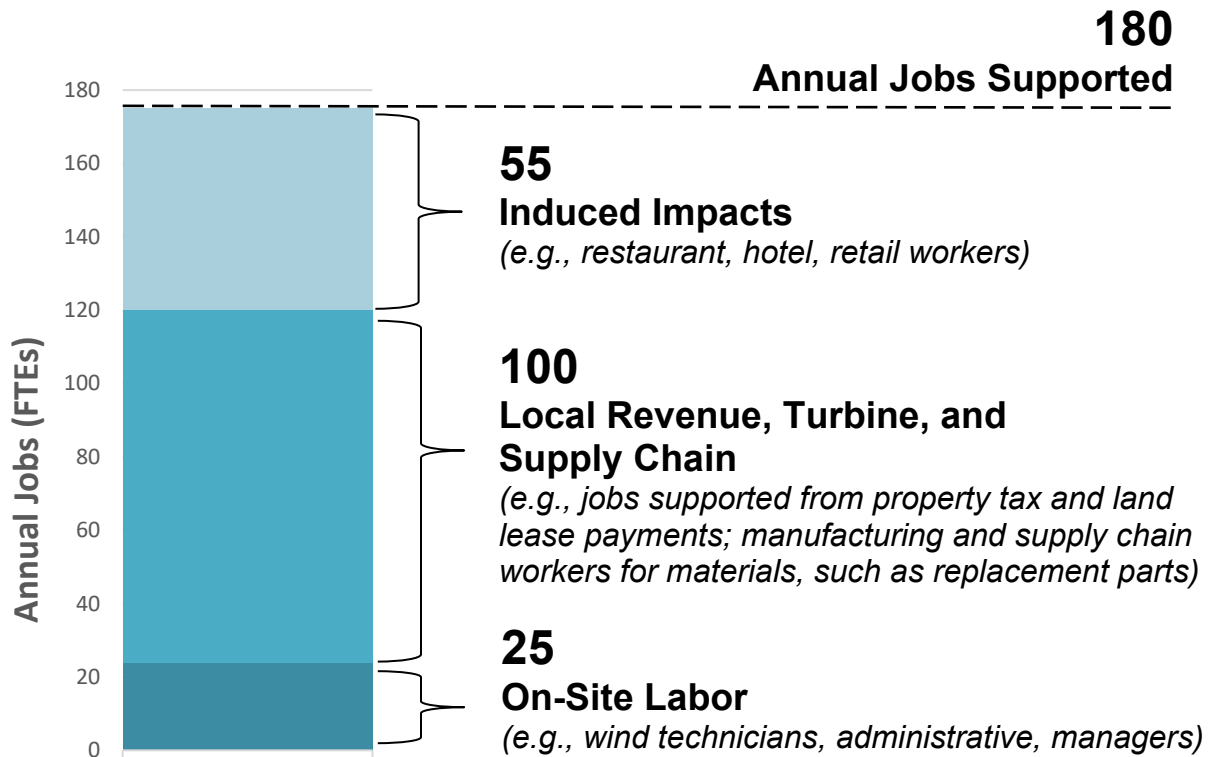 180
Annual Jobs Supported
180
160
140
120
100
80
60
40
20
0
Annual Jobs (FTEs)
55
Induced Impacts
(e.g., restaurant, hotel, retail workers)
100
Local Revenue, Turbine, and
Supply Chain
(e.g., jobs supported from property tax and land
lease payments; manufacturing and supply chain
workers for materials, such as replacement parts)
25
On-Site Labor
(e.g., wind technicians, administrative, managers)